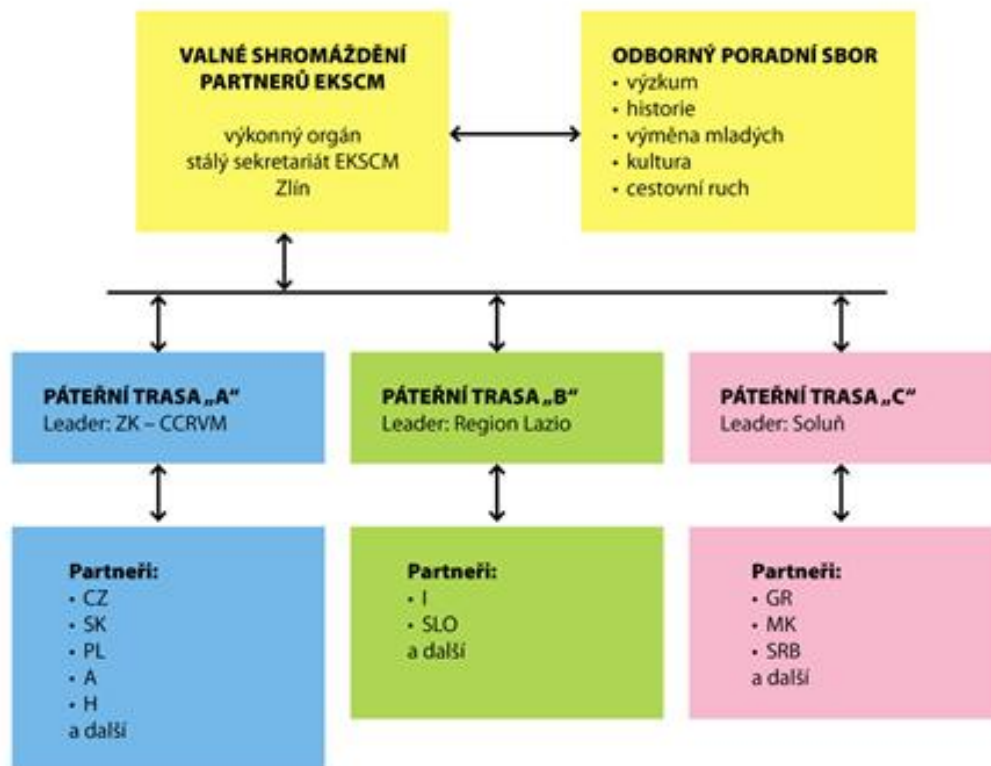 VALNÉ SHROMÁŽDĚNÍ
PARTNERŮ EKSCM
výkonný orgán
stálý sekretariát EKSCM
Zlín
ODBORNÝ PORADNÍ SBOR
• výzkum
• historie
• výměna mladých
• kultura
• cestovní ruch
PÁTEŘNÍ TRASA „A“
Leader: ZK – CCRVM
PÁTEŘNÍ TRASA „B“
Leader: Region Lazio
PÁTEŘNÍ TRASA „C“
Leader: Soluň
Partneři:
• CZ
• SK
• PL
• A
• H
a další
Partneři:
• I
• SLO
a další
Partneři:
• GR
• MK
• SRB
a další